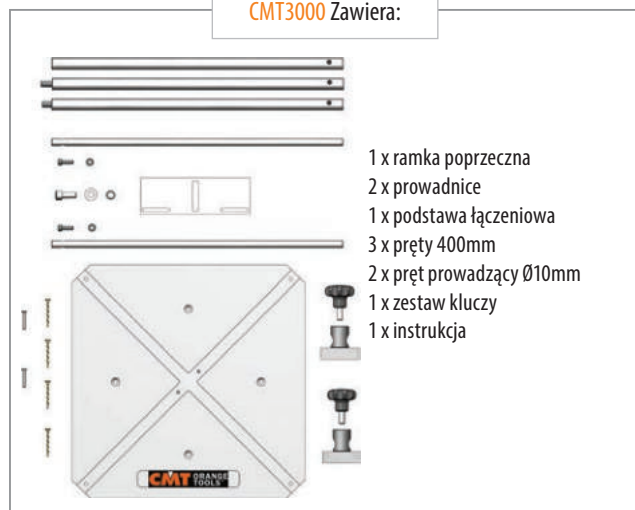 CMT3000 Zawiera:
1 x ramka poprzeczna
2 x prowadnice
1 x podstawa łączeniowa
3 x pręty 400mm
2 x pręt prowadzący Ø10mm
1 x zestaw kluczy
1 x instrukcja
CMT ORANGE
TOOLS